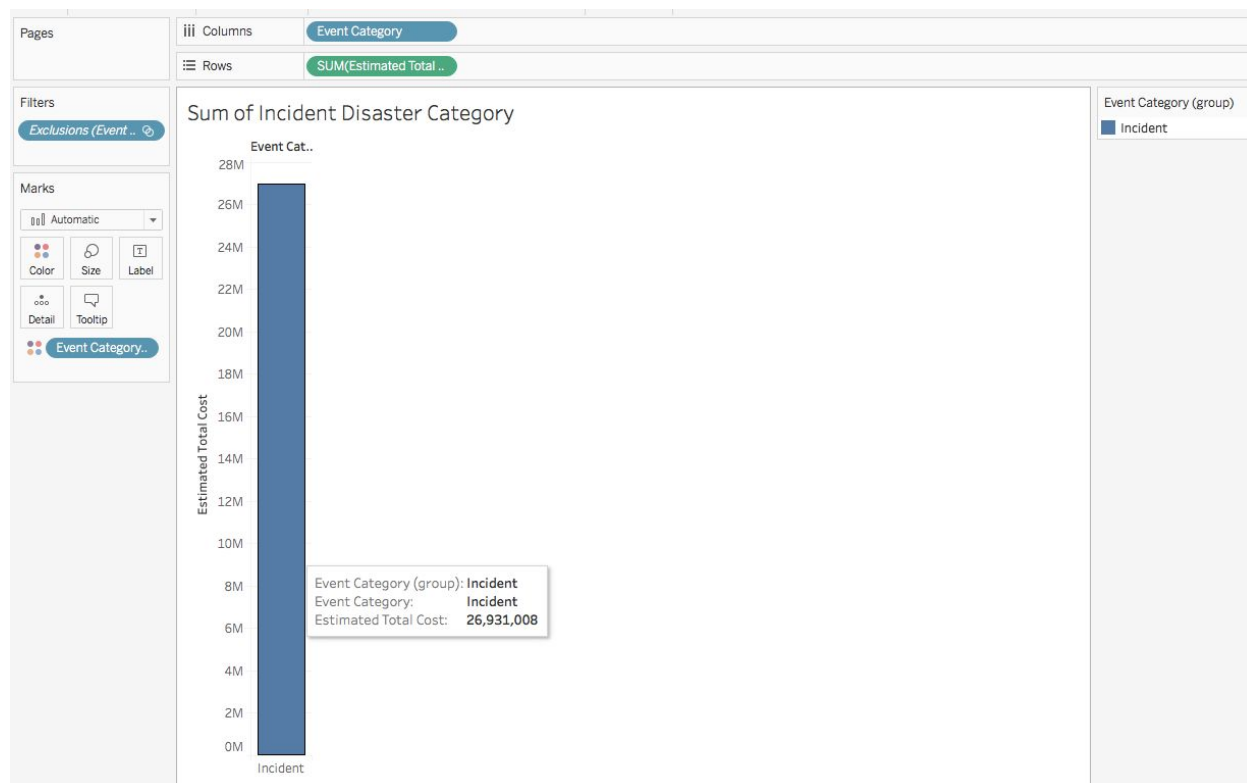 Pages
Columns
Event Category
Rows
SUM(Estimated Total ..
Filters
Exclusions (Event ..
Marks
Automatic
Color
Size
Label
Detail
Tooltip
Event Category..
Sum of Incident Disaster Category
Event Cat..
28M
26M
24M
22M
20M
18M
16M
14M
12M
10M
8M
6M
4M
2M
0M
Estimated Total Cost
Incident
Event Category (group): Incident
Event Category: Incident
Estimated Total Cost: 26,931,008
Event Category (group)
Incident